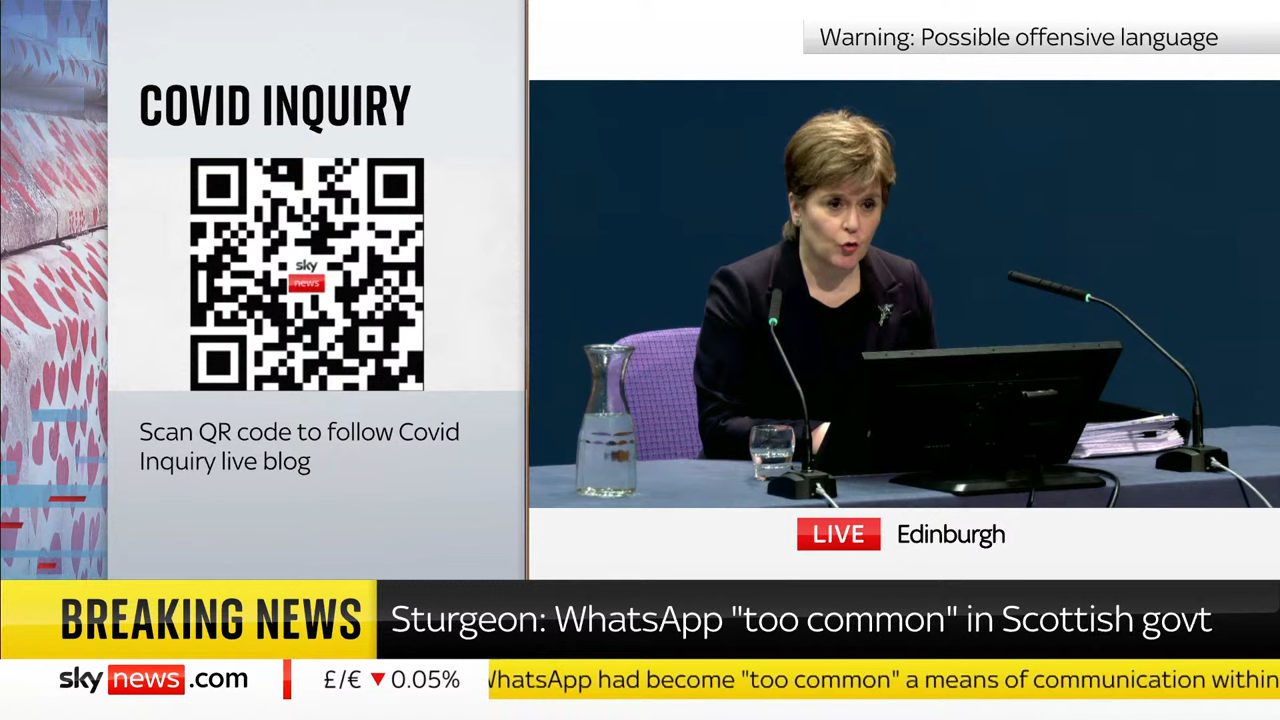 Warning: Possible offensive language
COVID INQUIRY
sky
news
Scan QR code to follow Covid
Inquiry live blog
LIVE Edinburgh
BREAKING NEWS Sturgeon: WhatsApp "too common" in Scottish govt
sky news .com £/€ ▼ 0.05% WhatsApp had become "too common" a means of communication within